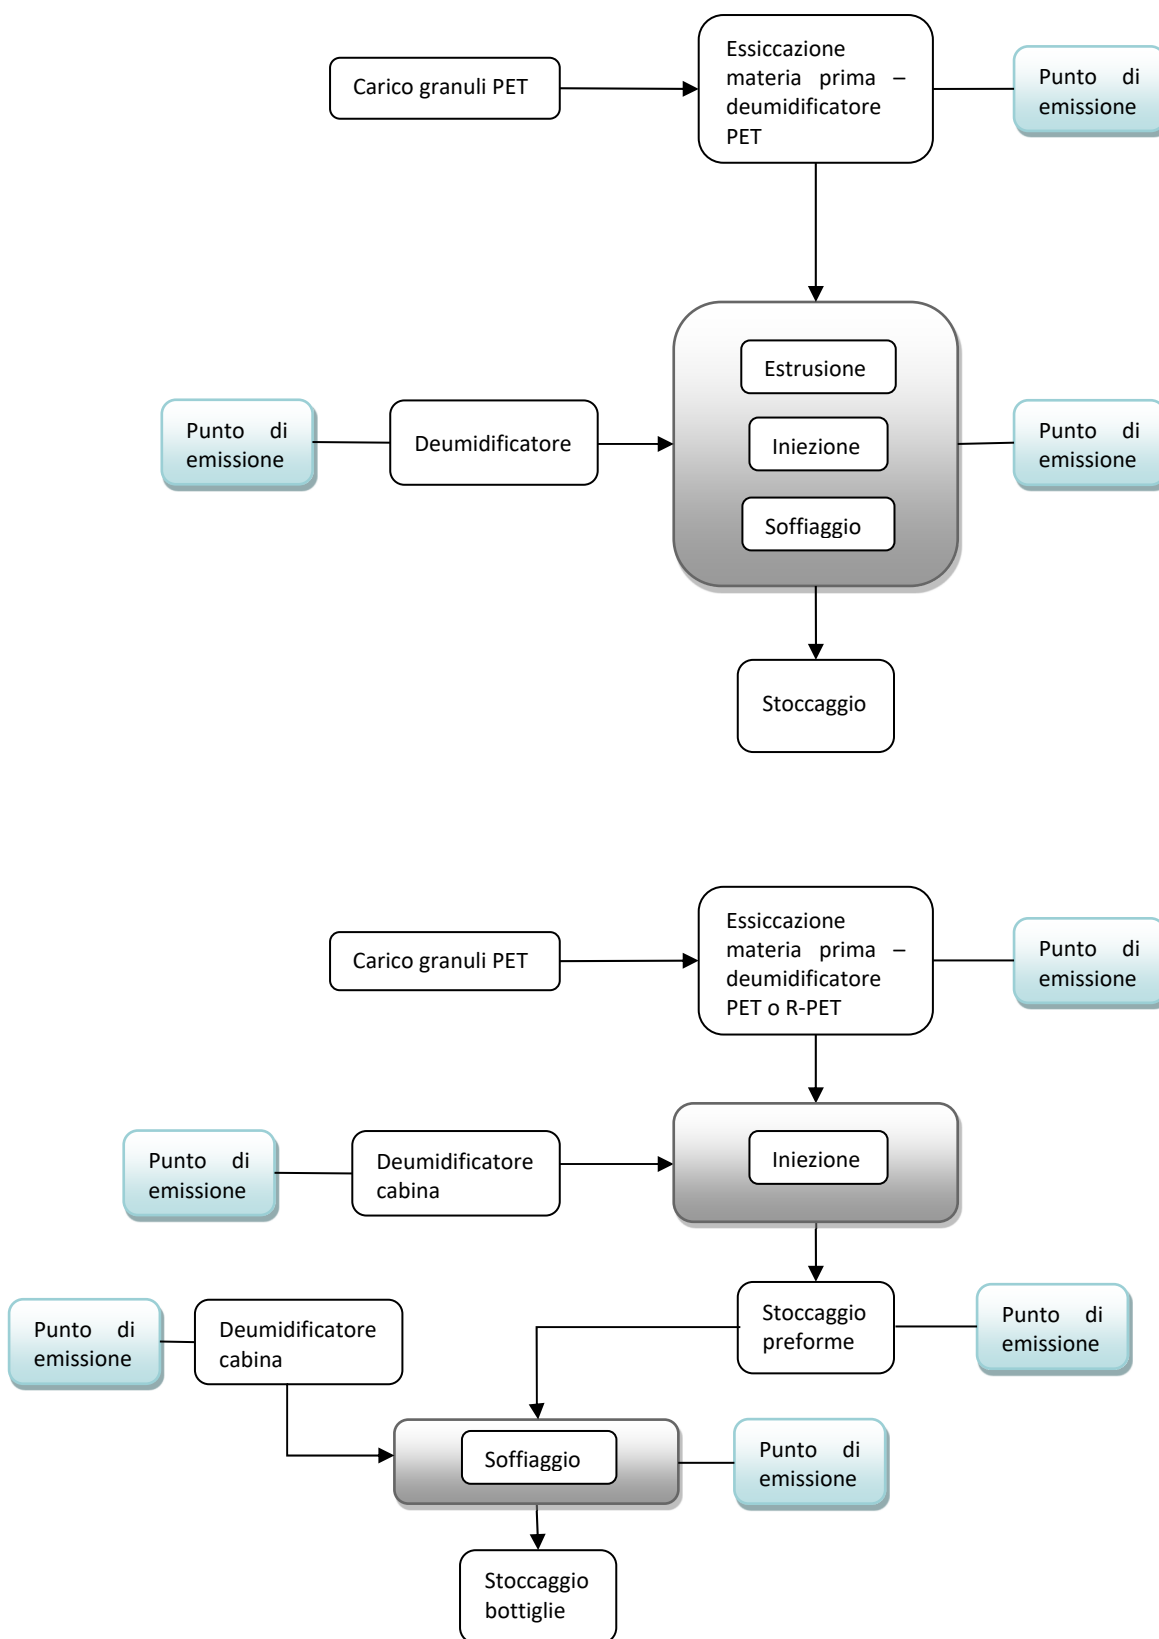 Carico granuli PET
Essiccazione
materia prima –
deumidificatore
PET
Punto di
emissione
Punto di
emissione
Deumidificatore
Estrusione
Iniezione
Soffiaggio
Punto di
emissione
Stoccaggio
Carico granuli PET
Essiccazione
materia prima –
deumidificatore
PET o R-PET
Punto di
emissione
Punto di
emissione
Deumidificatore
cabina
Iniezione
Punto di
emissione
Deumidificatore
cabina
Stoccaggio
preforme
Punto di
emissione
Soffiaggio
Punto di
emissione
Stoccaggio
bottiglie